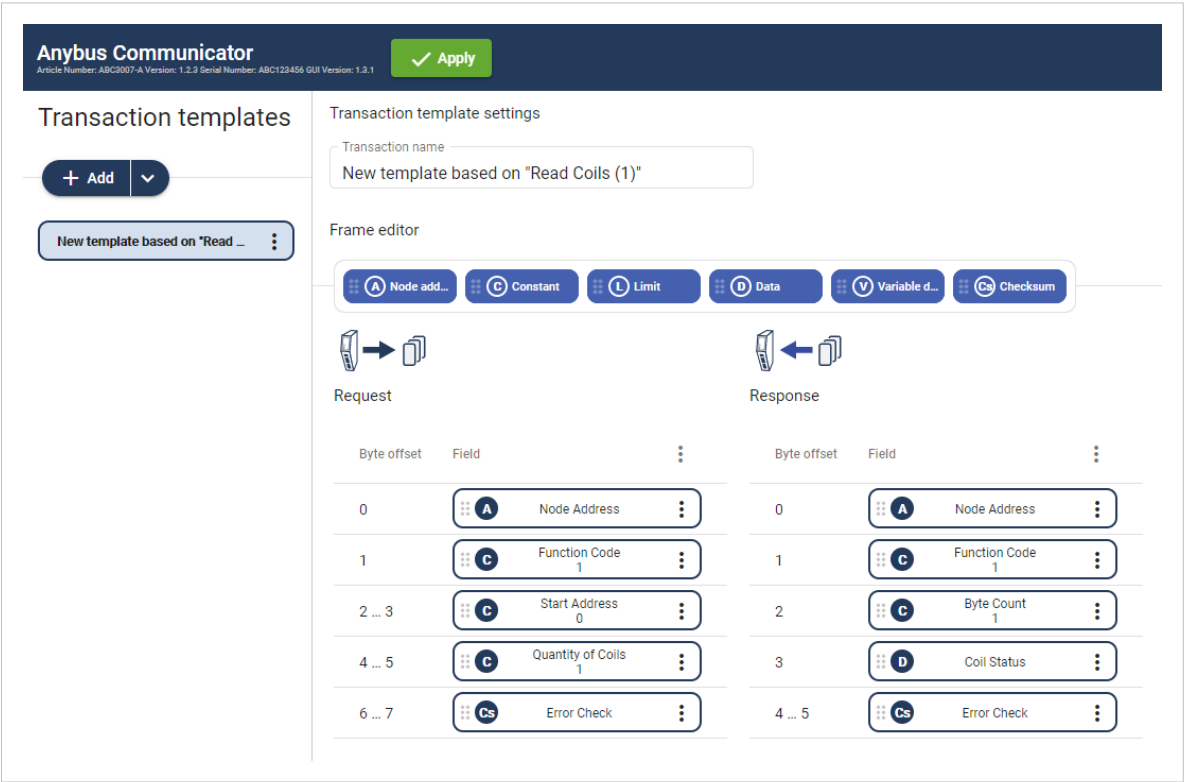 Anybus Communicator
Article Number: ABC3007-A Version: 1.2.3 Serial Number: ABC123456 GUI Version: 1.3.1
Apply
Transaction templates
Add
New template based on "Read ...
Transaction template settings
Transaction name
New template based on "Read Coils (1)"
Frame editor
A Node add... C Constant L Limit D Data V Variable d... Cs Checksum
Request
Byte offset Field
0 A Node Address
1 C Function Code
1
2 ... 3 C Start Address
0
4 ... 5 C Quantity of Coils
1
6 ... 7 Cs Error Check
Response
Byte offset Field
0 A Node Address
1 C Function Code
1
2 C Byte Count
1
3 D Coil Status
4 ... 5 Cs Error Check